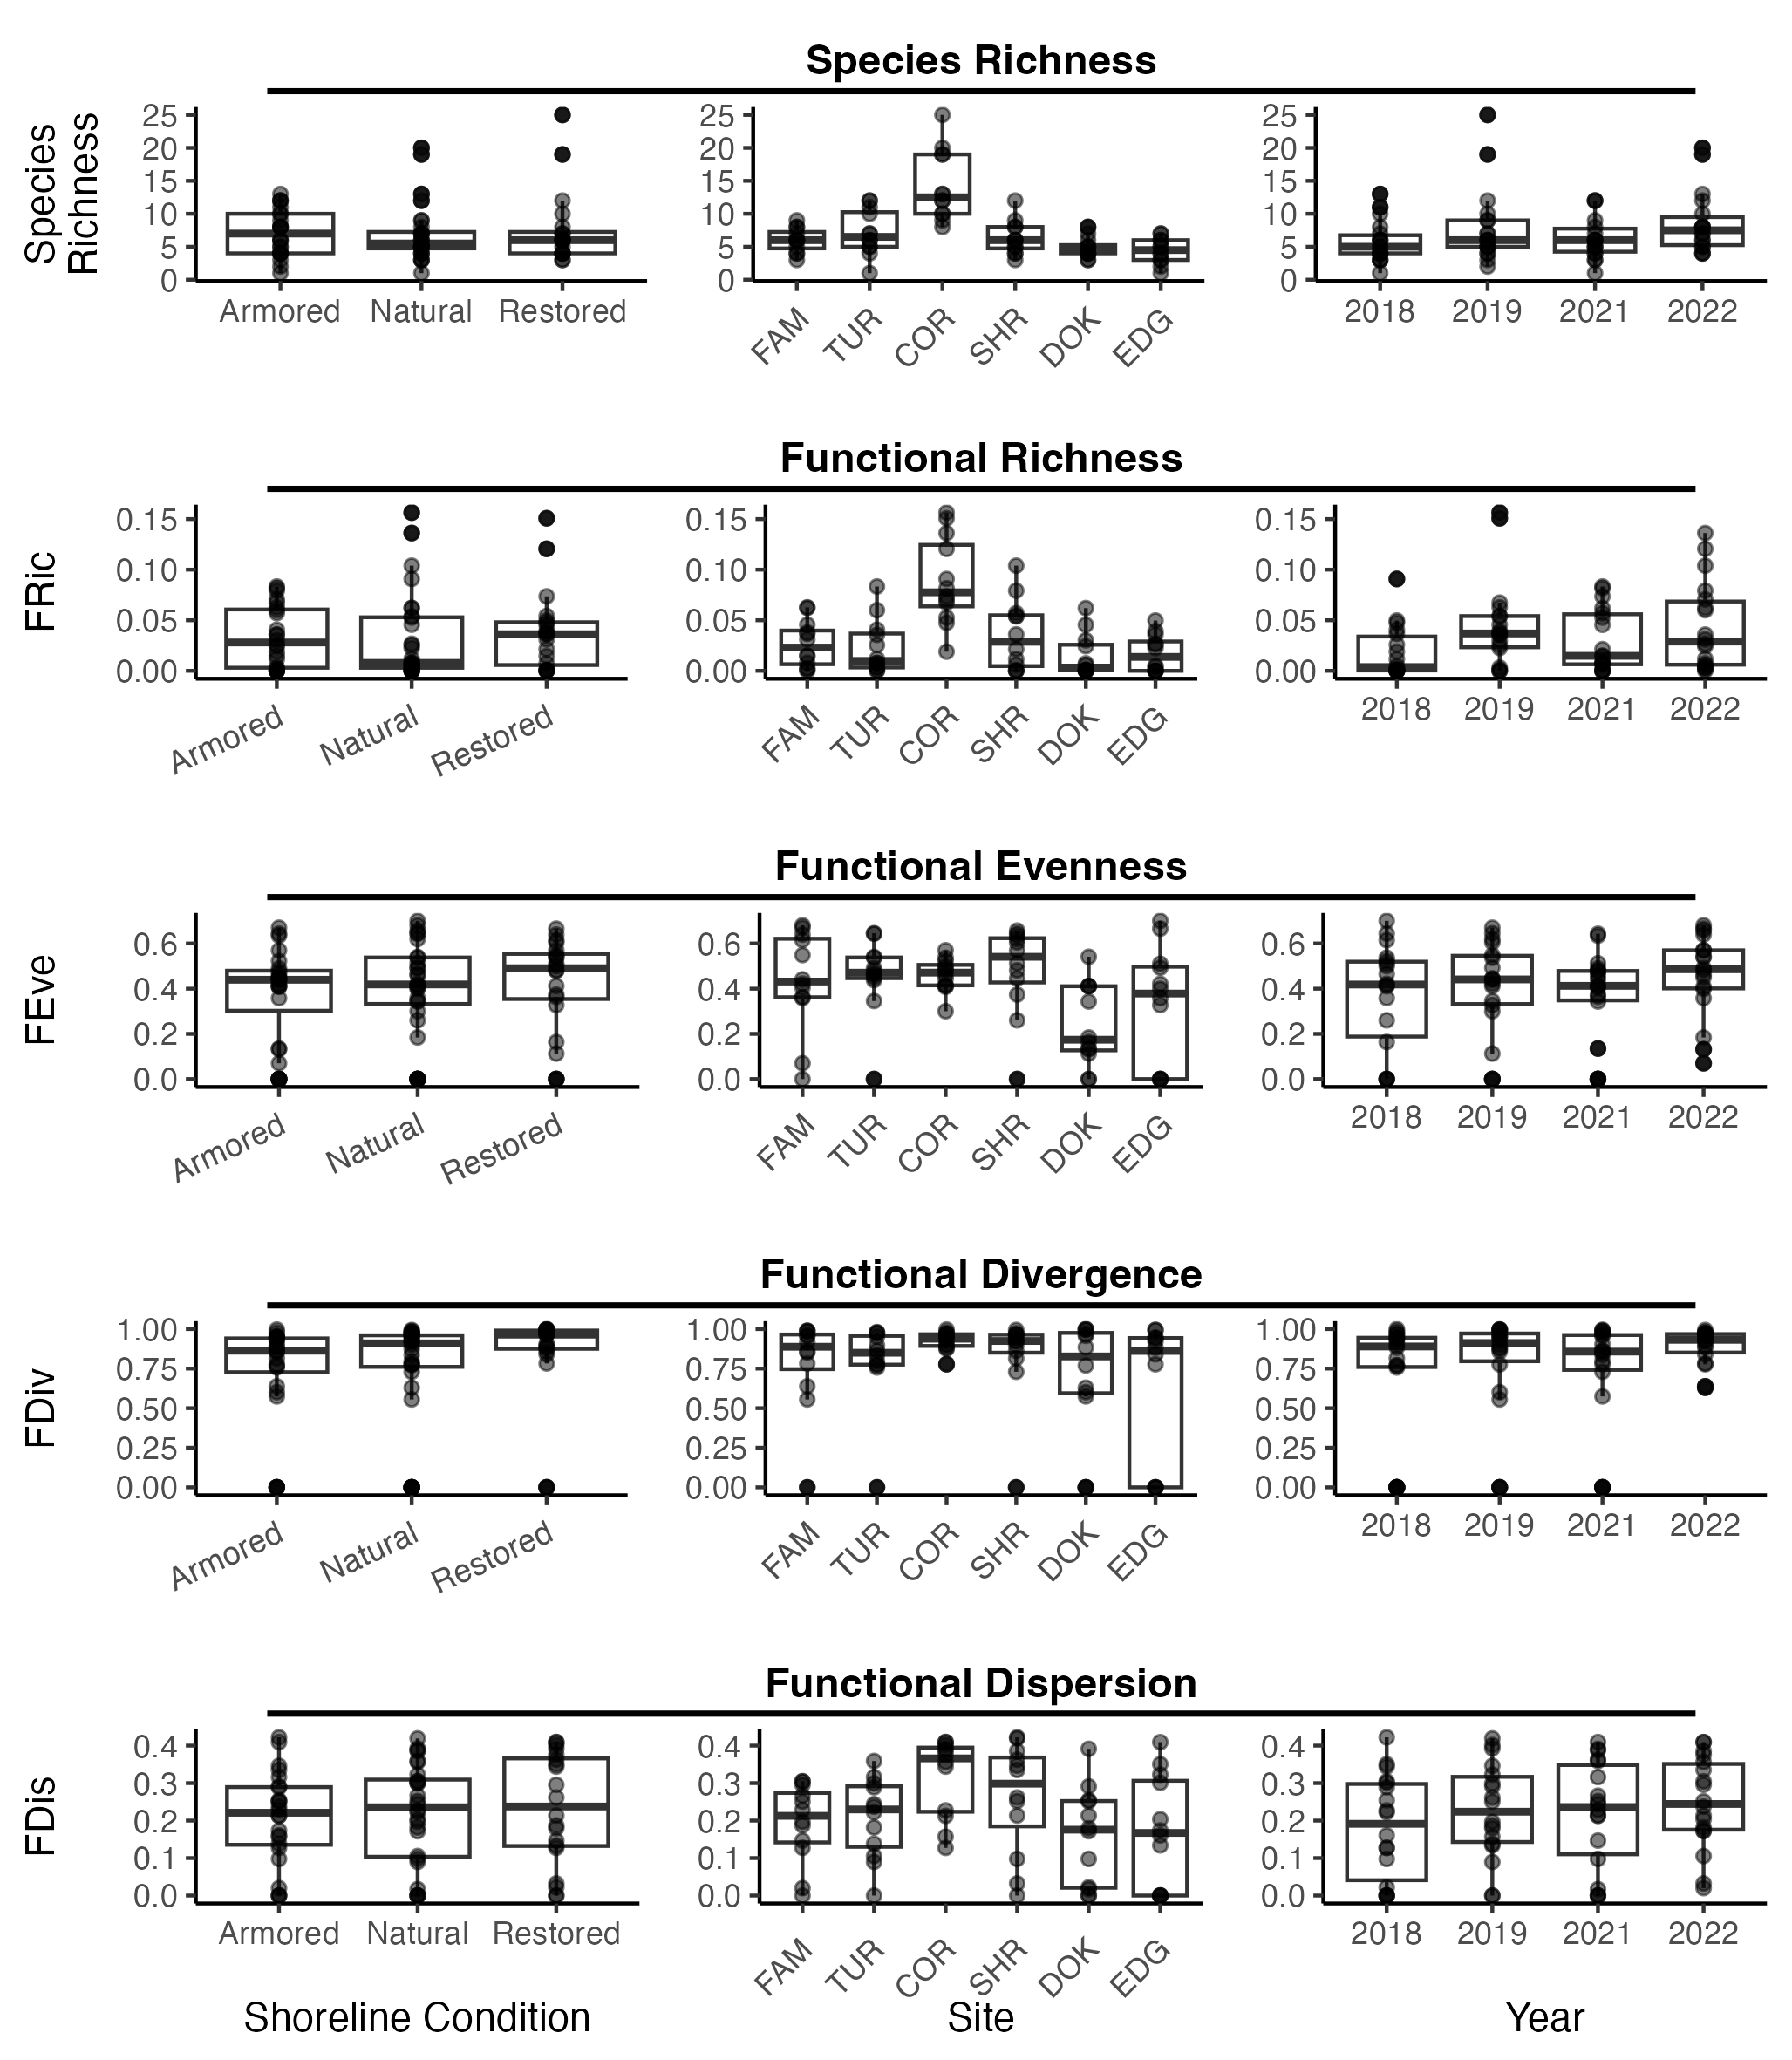 Species Richness
Species
Richness
25
20
15
10
5
0
Armored Natural Restored
25
20
15
10
5
0
FAM TUR COR SHR DOK EDG
25
20
15
10
5
0
2018 2019 2021 2022
Functional Richness
FRic
0.15
0.10
0.05
0.00
Armored Natural Restored
0.15
0.10
0.05
0.00
FAM TUR COR SHR DOK EDG
0.15
0.10
0.05
0.00
2018 2019 2021 2022
Functional Evenness
FEve
0.6
0.4
0.2
0.0
Armored Natural Restored
0.6
0.4
0.2
0.0
FAM TUR COR SHR DOK EDG
0.6
0.4
0.2
0.0
2018 2019 2021 2022
Functional Divergence
FDiv
1.00
0.75
0.50
0.25
0.00
Armored Natural Restored
1.00
0.75
0.50
0.25
0.00
FAM TUR COR SHR DOK EDG
1.00
0.75
0.50
0.25
0.00
2018 2019 2021 2022
Functional Dispersion
FDis
0.4
0.3
0.2
0.1
0.0
Armored Natural Restored
0.4
0.3
0.2
0.1
0.0
FAM TUR COR SHR DOK EDG
0.4
0.3
0.2
0.1
0.0
2018 2019 2021 2022
Shoreline Condition
Site
Year